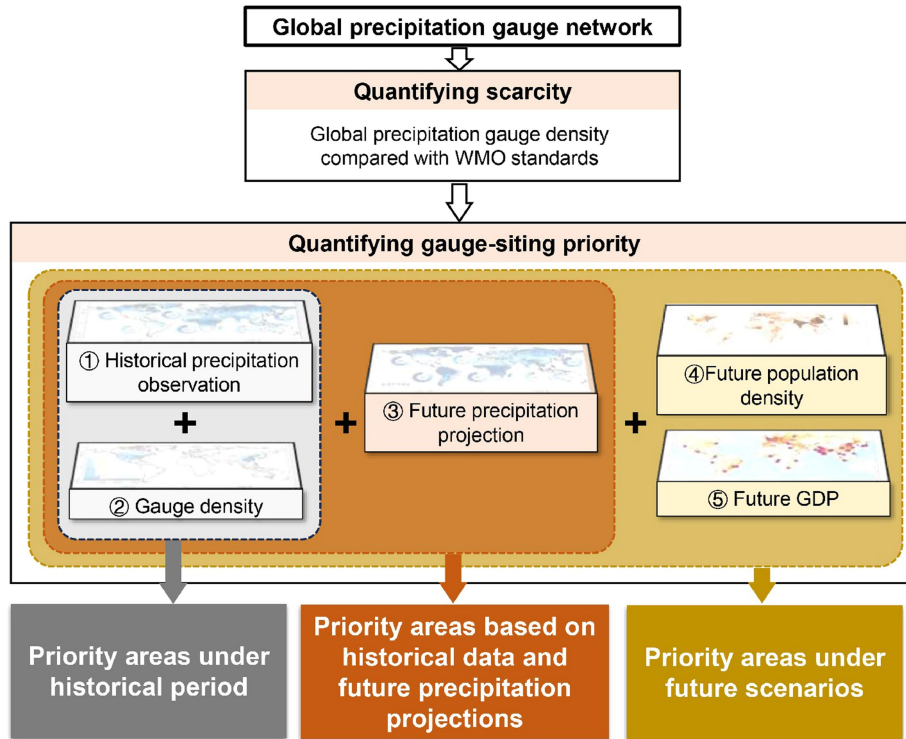 Global precipitation gauge network
Quantifying scarcity
Global precipitation gauge density
compared with WMO standards
Quantifying gauge-siting priority
① Historical precipitation
observation
+
② Gauge density
+
③ Future precipitation
projection
+
④Future population
density
⑤ Future GDP
Priority areas under
historical period
Priority areas based on
historical data and
future precipitation
projections
Priority areas under
future scenarios